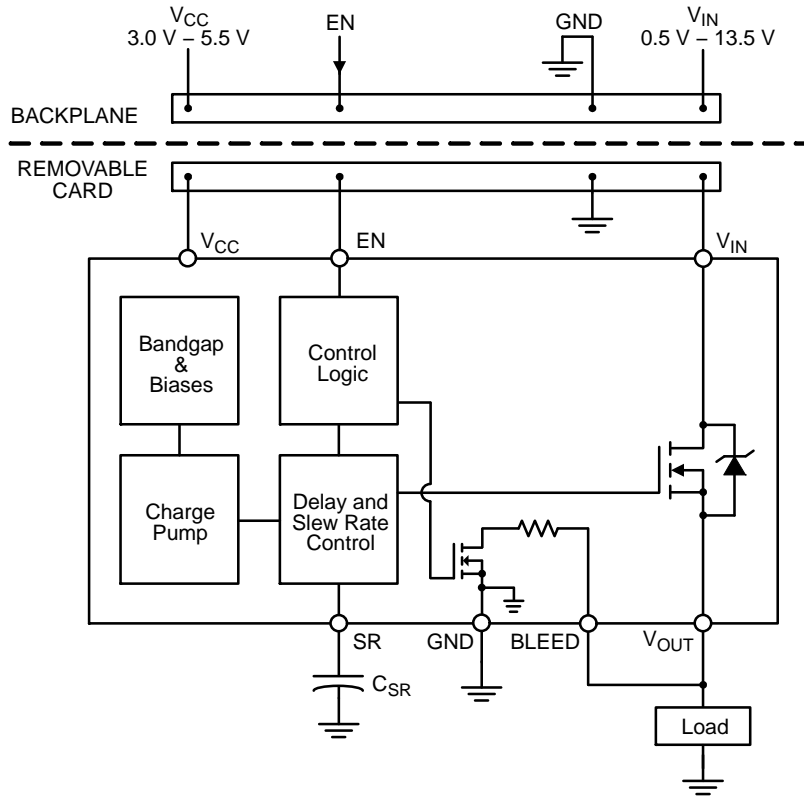 VCC
3.0 V – 5.5 V
EN
GND
VIN
0.5 V – 13.5 V
BACKPLANE
REMOVABLE
CARD
VCC
EN
VIN
Bandgap
&
Biases
Control
Logic
Charge
Pump
Delay and
Slew Rate
Control
SR
GND
BLEED
VOUT
CSR
Load